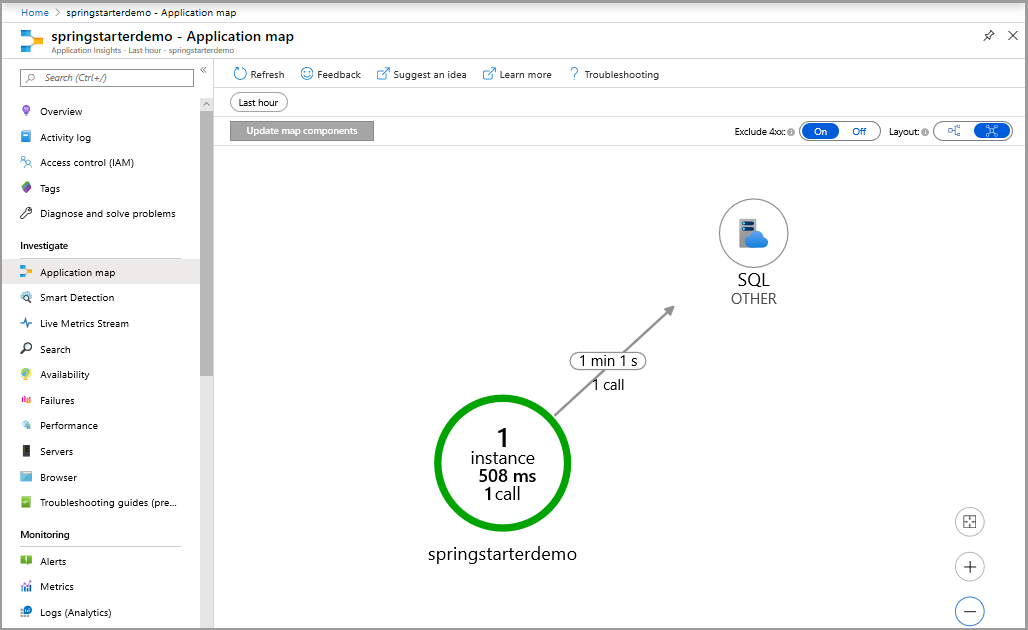 Home > springstarterdemo - Application map
springstarterdemo - Application map
Application Insights - Last hour - springstarterdemo
Search (Ctrl+/)
«
Overview
Activity log
Access control (IAM)
Tags
Diagnose and solve problems
Investigate
Application map
Smart Detection
Live Metrics Stream
Search
Availability
Failures
Performance
Servers
Browser
Troubleshooting guides (pre...
Monitoring
Alerts
Metrics
Logs (Analytics)
Refresh
Feedback
Suggest an idea
Learn more
? Troubleshooting
Last hour
Update map components
Exclude 4xx:
On
Off
Layout:
SQL
OTHER
1 min 1 s
1 call
1
instance
508 ms
1 call
springstarterdemo